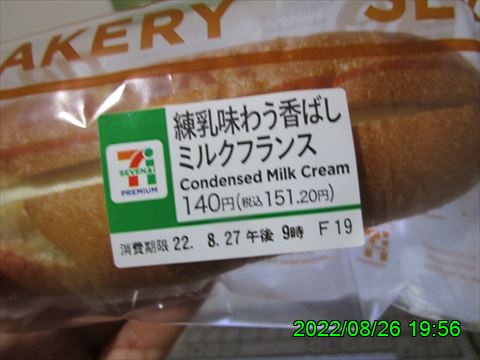 AKERY
SE
練乳味わう香ばし
ミルクフランス
Condensed Milk Cream
140円(税込151.20円)
7i
SEVEN&i
PREMIUM
消費期限 22. 8.27 午後 9時 F19
2022/08/26 19:56